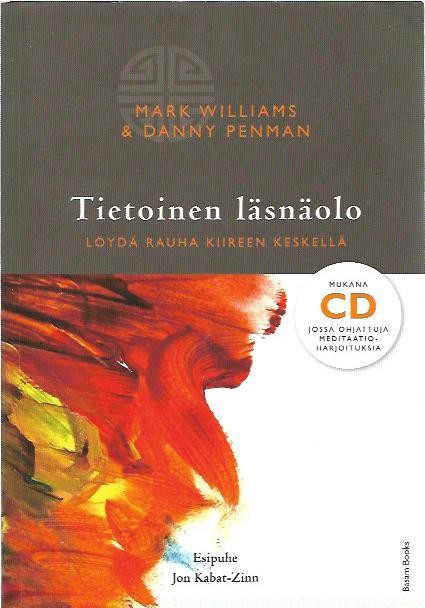 MARK WILLIAMS
& DANNY PENMAN
Tietoinen läsnäolo
LÖYDÄ RAUHA KIIREEN KESKELLÄ
MUKANA
CD
JOSSA OHJATTUJA
MEDITAATIO-
HARJOITUKSIA
Esipuhe
Jon Kabat-Zinn
Basam Books